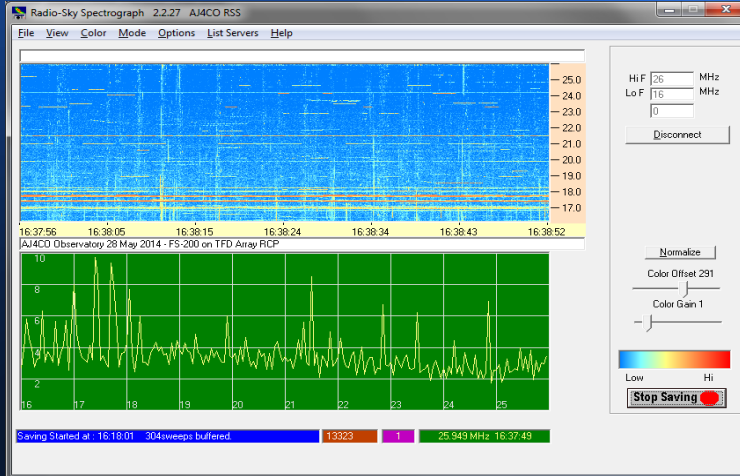 Radio-Sky Spectrograph 2.2.27 AJ4CO RSS
File View Color Mode Options List Servers Help
25.0
24.0
23.0
22.0
21.0
20.0
19.0
18.0
17.0
16:37:56 16:38:05 16:38:15 16:38:24 16:38:34 16:38:43 16:38:52
AJ4CO Observatory 28 May 2014 - FS-200 on TFD Array RCP
10
8
6
4
2
16 17 18 19 20 21 22 23 24 25
Saving Started at : 16:18:01 304sweeps buffered. 13323 1 25.949 MHz 16:37:49
Hi F 26 MHz
Lo F 16 MHz
0
Disconnect
Normalize
Color Offset 291
Color Gain 1
Low Hi
Stop Saving